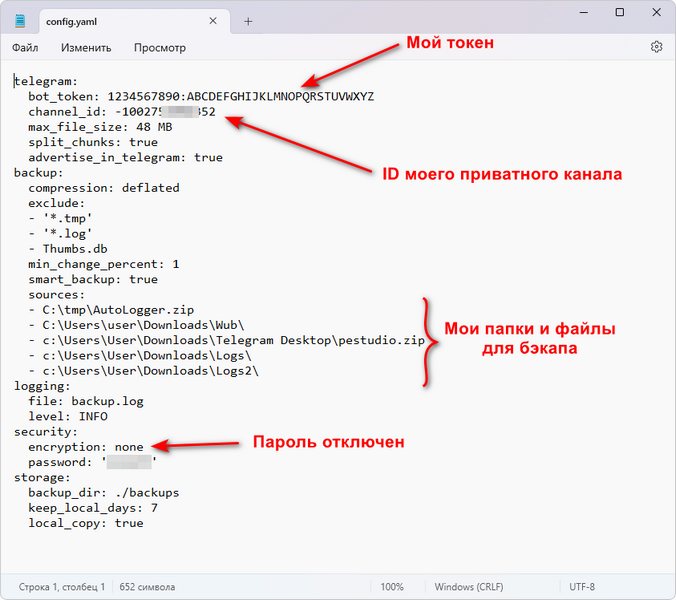 config.yaml
Файл Изменить Просмотр
Мой токен
telegram:
bot_token: 1234567890:ABCDEFGHIJKLMNOPQRSTUVWXYZ
channel_id: -100275 352
max_file_size: 48 MB
split_chunks: true
advertise_in_telegram: true
ID моего приватного канала
backup:
compression: deflated
exclude:
- '*.tmp'
- '*.log'
- Thumbs.db
min_change_percent: 1
smart_backup: true
sources:
- C:\tmp\AutoLogger.zip
- C:\Users\user\Downloads\Wub\
- c:\Users\User\Downloads\Telegram Desktop\pestudio.zip
- c:\Users\User\Downloads\Logs\
- c:\Users\User\Downloads\Logs2\
Мои папки и файлы
для бэкапа
logging:
file: backup.log
level: INFO
security:
encryption: none
Пароль отключен
password: ' '
storage:
backup_dir: ./backups
keep_local_days: 7
local_copy: true
Строка 1, столбец 1 652 символа 100% Windows (CRLF) UTF-8